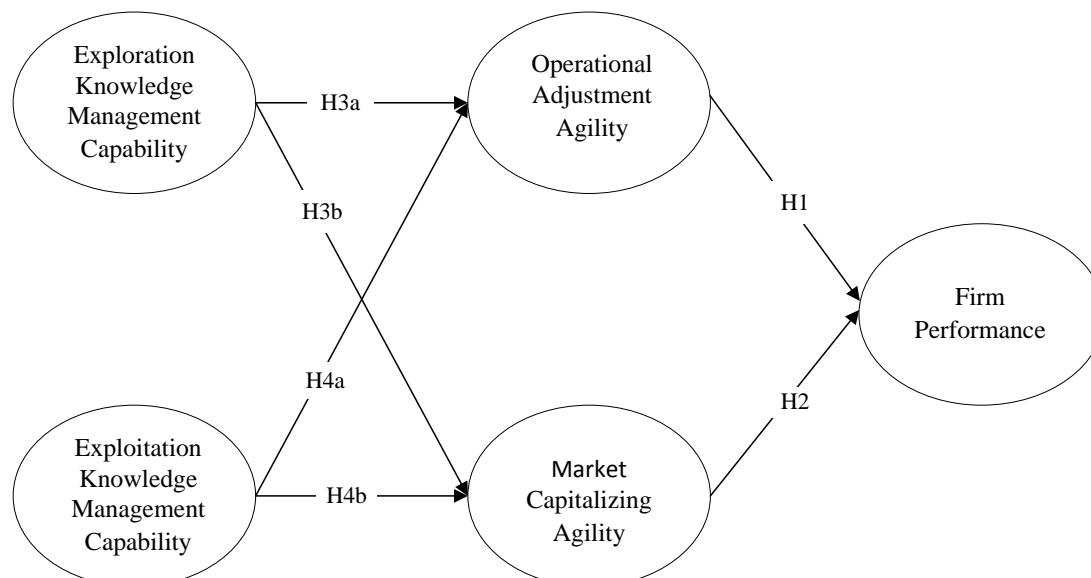 Exploration
Knowledge
Management
Capability
H3a
Operational
Adjustment
Agility
H3b
H1
Firm
Performance
H4a
H2
Exploitation
Knowledge
Management
Capability
H4b
Market
Capitalizing
Agility